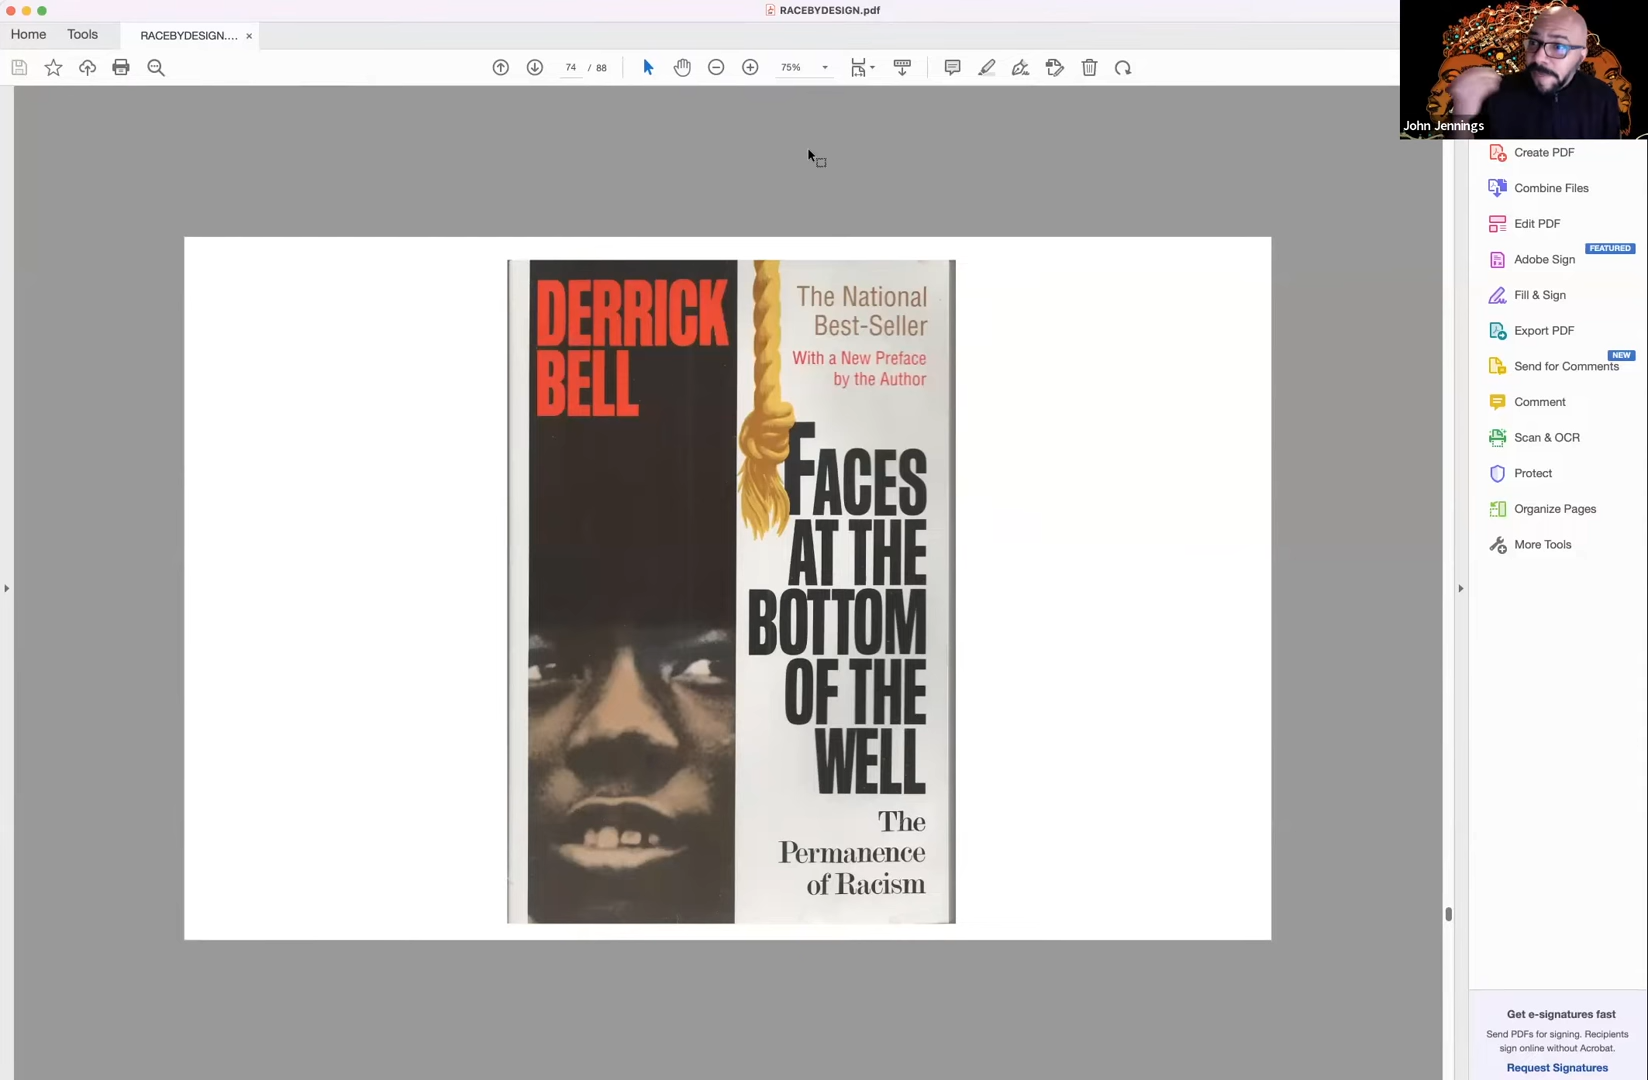 RACEBYDESIGN.pdf
Home
Tools
RACEBYDESIGN....
74 / 88
75%
John Jennings
Create PDF
Combine Files
Edit PDF
FEATURED
Adobe Sign
Fill & Sign
Export PDF
NEW
Send for Comments
Comment
Scan & OCR
Protect
Organize Pages
More Tools
DERRICK
BELL
The National
Best-Seller
With a New Preface
by the Author
FACES
AT THE
BOTTOM
OF THE
WELL
The
Permanence
of Racism
Get e-signatures fast
Send PDFs for signing. Recipients
sign online without Acrobat.
Request Signatures